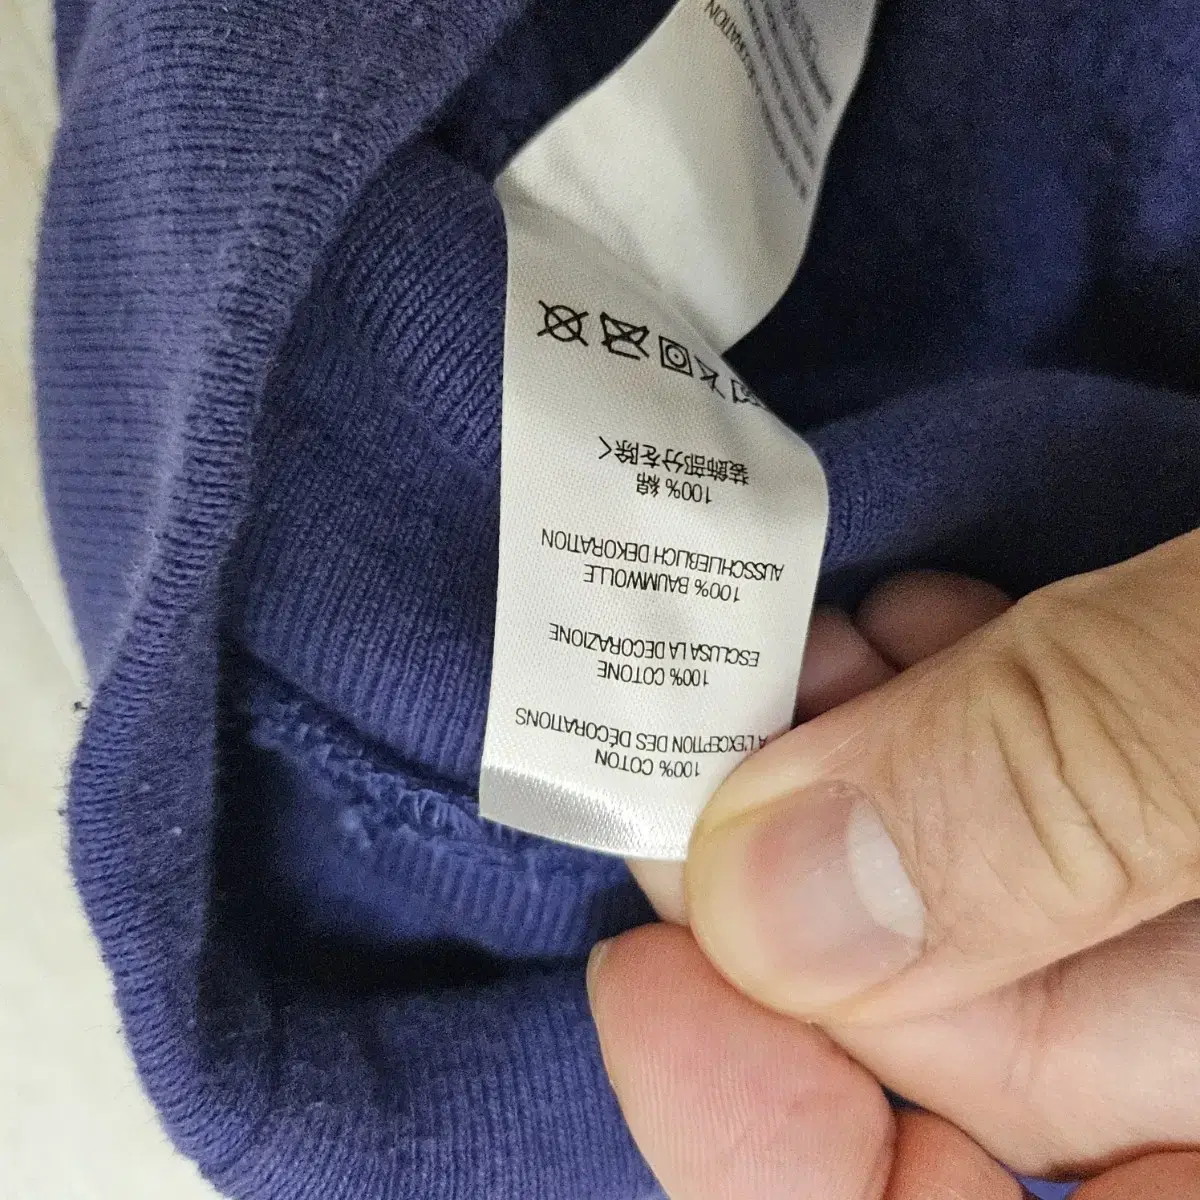 100% COTON
A L'EXCEPTION DES DÉCORATIONS
100% COTONE
ESCLUSA LA DECORAZIONE
100% BAUMWOLLE
AUSSCHLIEßLICH DEKORATION
100% 綿
装飾部分を除く